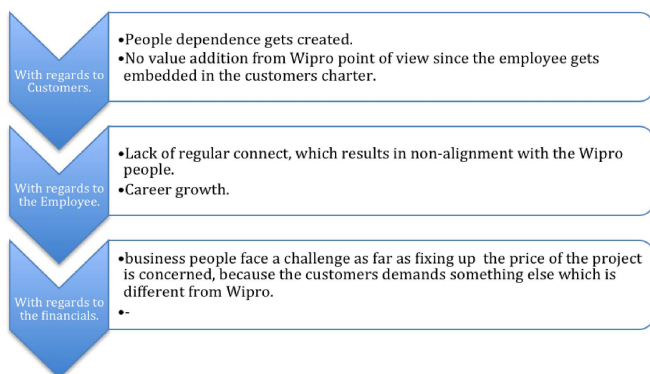 •People dependence gets created.
•No value addition from Wipro point of view since the employee gets
embedded in the customers charter.
With regards to
Customers.
•Lack of regular connect, which results in non-alignment with the Wipro
people.
•Career growth.
With regards to
the Employee.
•business people face a challenge as far as fixing up  the price of the project
is concerned, because the customers demands something else which is
different from Wipro.
•-
With regards to
the financials.